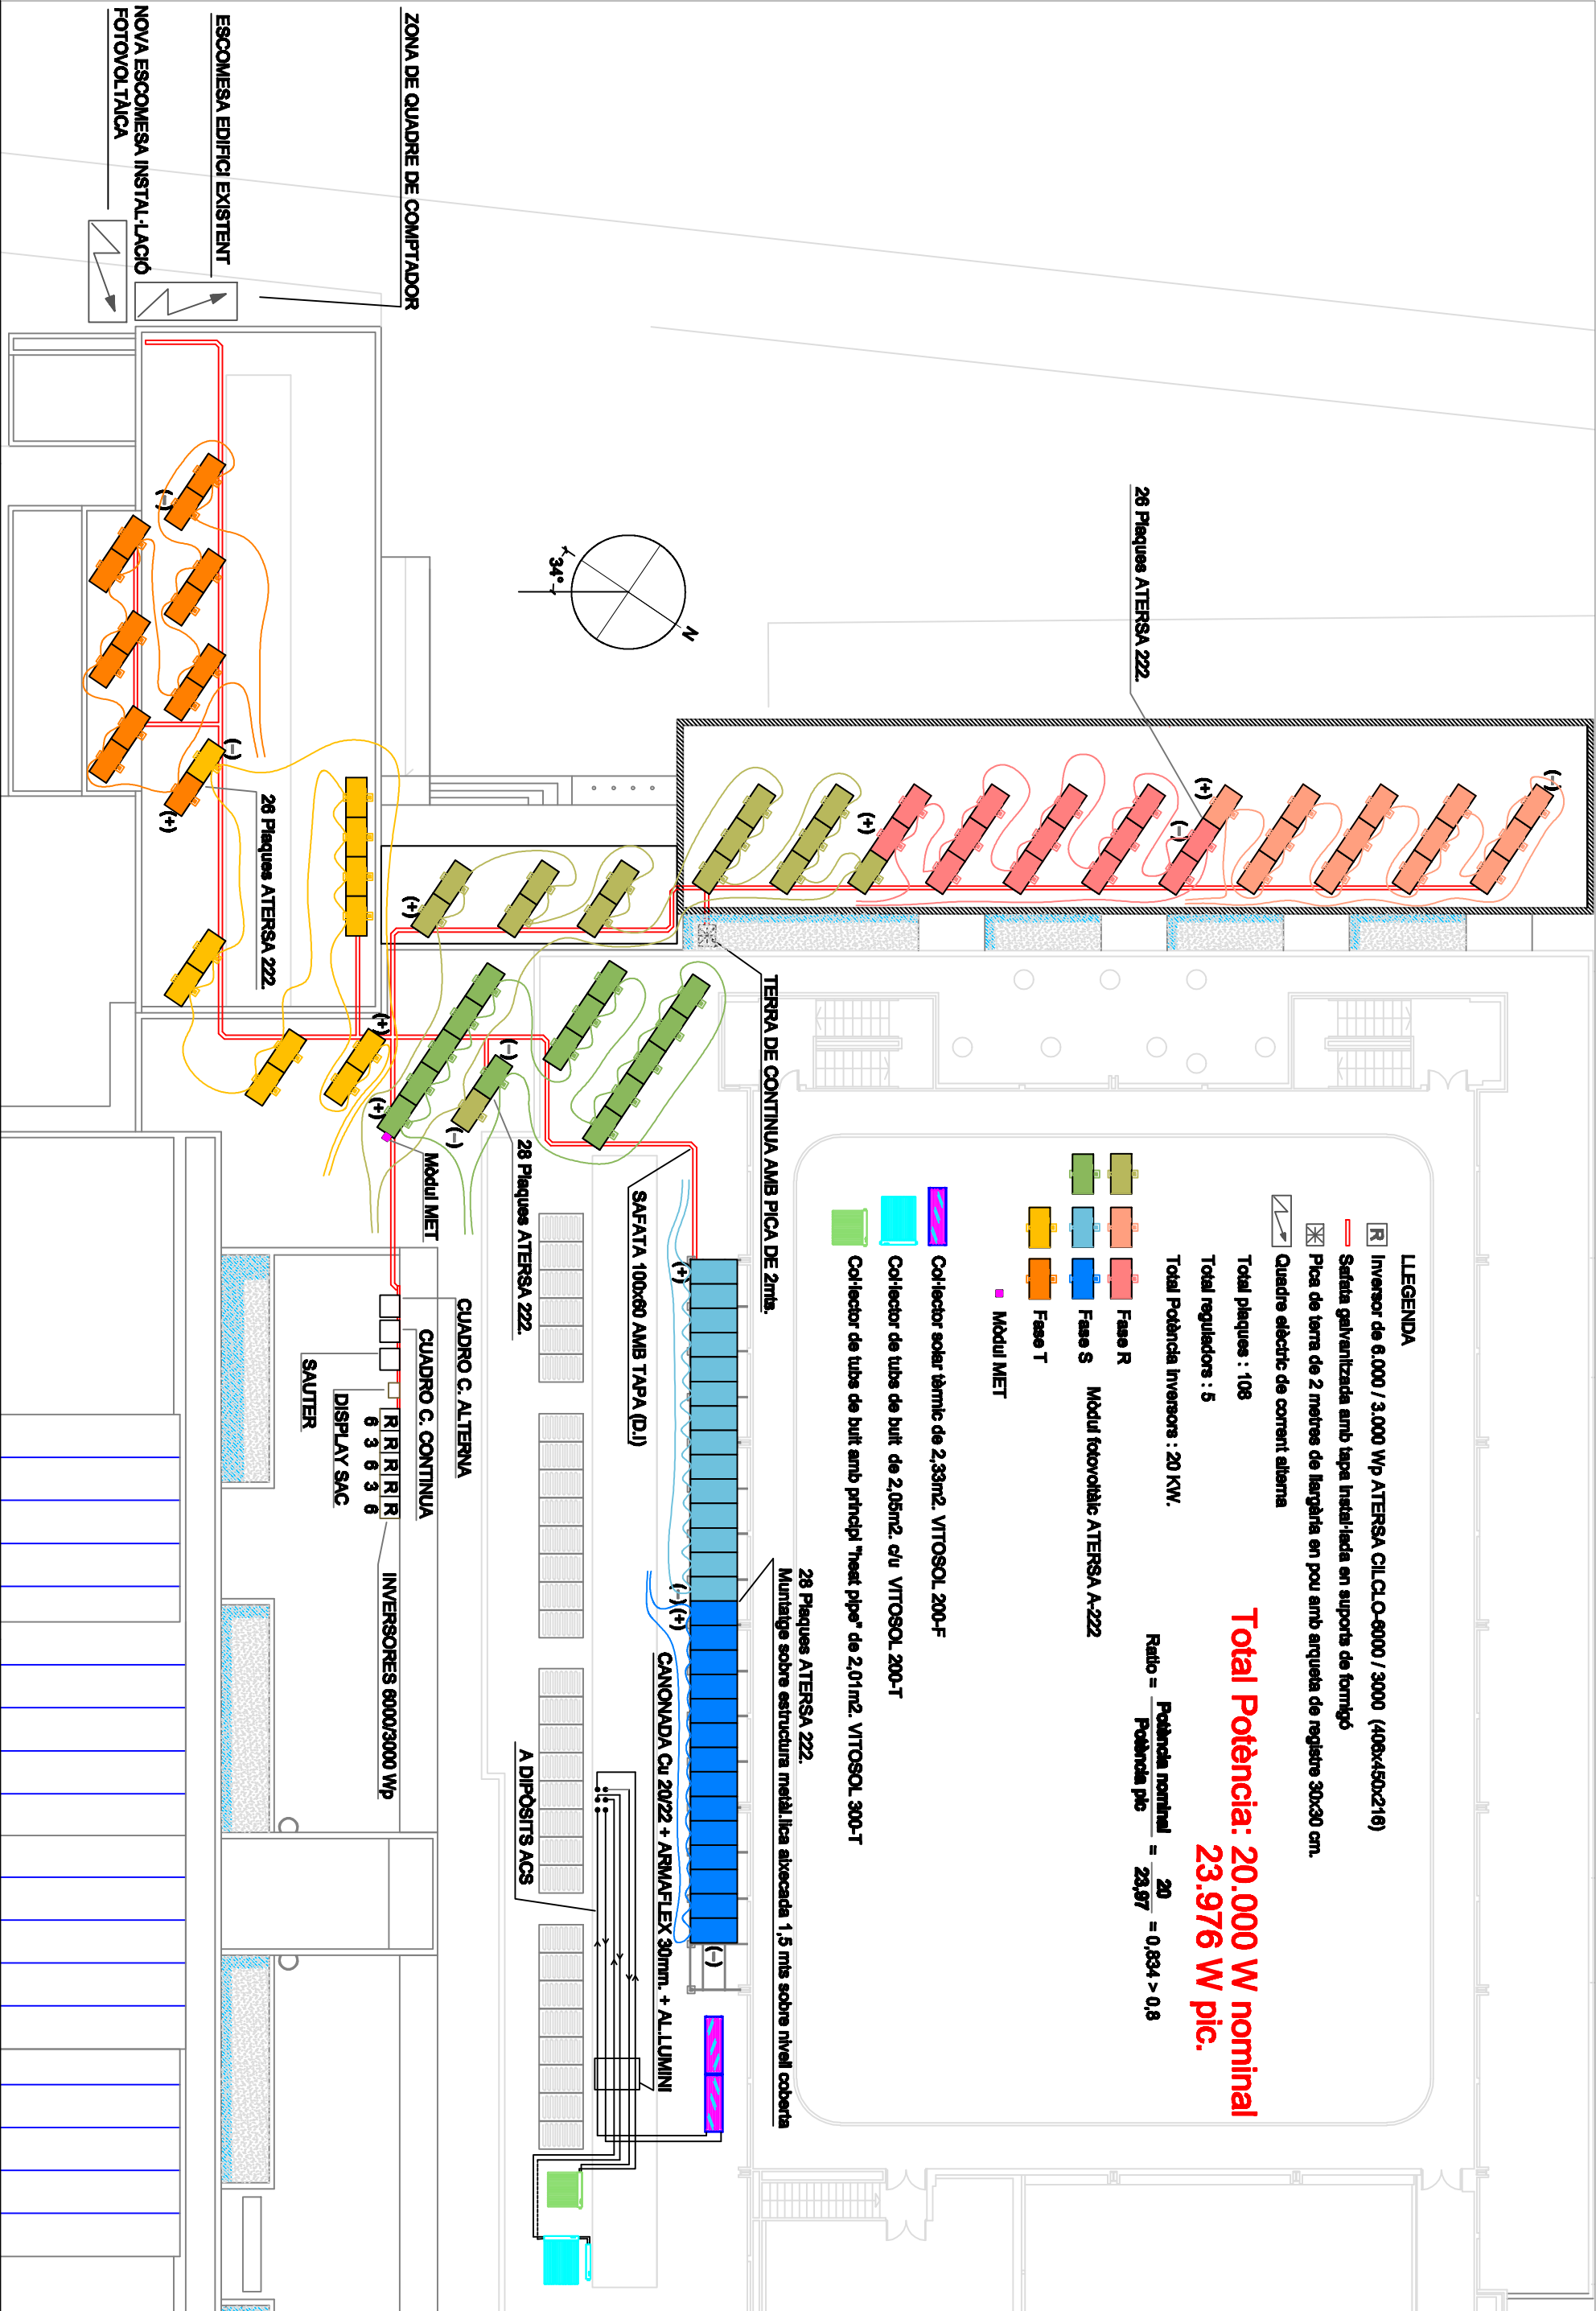 LLEGENDA
R Inversor de 6.000 / 3.000 Wp ATERSA CILCLO-6000 / 3000 (406x450x216)
Safata galvanitzada amb tapa instal·lada en suports de formigó
Pica de terra de 2 metres de llargària en pou amb arqueta de registre 30x30 cm.
Quadre elèctric de corrent alterna
Total plaques : 108
Total reguladors : 5
Total Potència inversors : 20 KW.
Total Potència: 20.000 W nominal
23.976 W pic.
Ratio = Potència nominal / Potència pic = 20 / 23,97 = 0,834 > 0,8
Fase R
Fase S
Fase T
Mòdul fotovoltàic ATERSA A-222
Mòdul MET
Col·lector solar tèrmic de 2,33m2. VITOSOL 200-F
Col·lector de tubs de buit de 2,05m2. c/u VITOSOL 200-T
Col·lector de tubs de buit amb principi "heat pipe" de 2,01m2. VITOSOL 300-T
26 Plaques ATERSA 222.
(-)
(+)
(-)
(+)
TERRA DE CONTINUA AMB PICA DE 2mts.
28 Plaques ATERSA 222.
Muntatge sobre estructura metàl.lica aixecada 1,5 mts sobre nivell coberta
(+)
(-)
(+)
(-)
SAFATA 100x60 AMB TAPA (D.I)
CANONADA Cu 20/22 + ARMAFLEX 30mm. + AL.LUMINI
N
34°
28 Plaques ATERSA 222.
A DIPÒSITS ACS
(+)
(-)
(-)
(+)
(+)
Mòdul MET
CUADRO C. ALTERNA
CUADRO C. CONTINUA
R R R R R
6 3 6 3 6
DISPLAY SAC
SAUTER
INVERSORES 6000/3000 Wp
ZONA DE QUADRE DE COMPTADOR
ESCOMESA EDIFICI EXISTENT
NOVA ESCOMESA INSTAL·LACIÓ
FOTOVOLTÀICA
26 Plaques ATERSA 222.
(-)
(-)
(+)